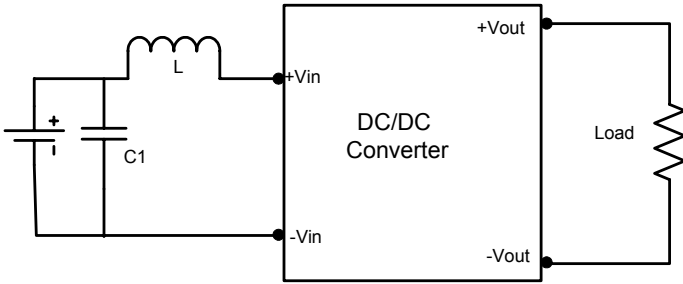 +Vout
L
+Vin
+
DC/DC
Converter
Load
C1
-Vin
-Vout